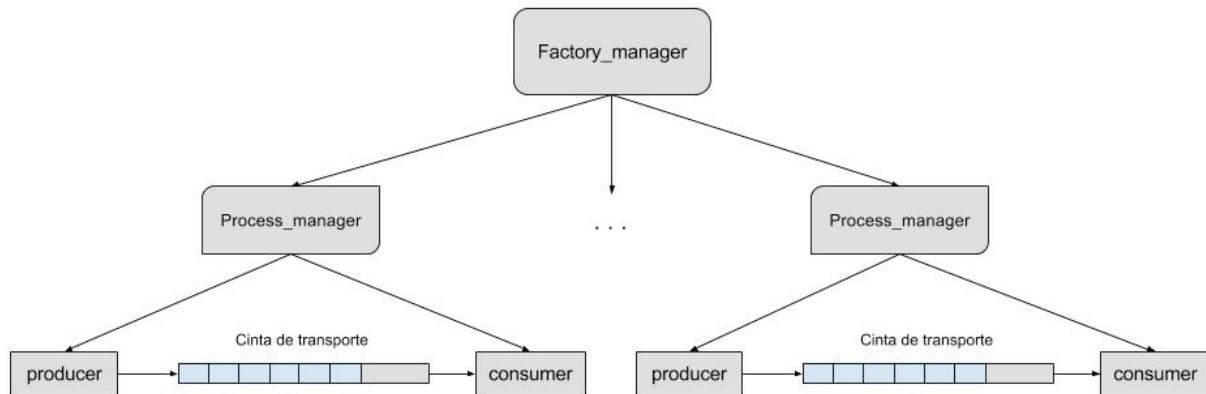 Factory_manager
Process_manager
. . .
Process_manager
Cinta de transporte
Cinta de transporte
producer
consumer
producer
consumer